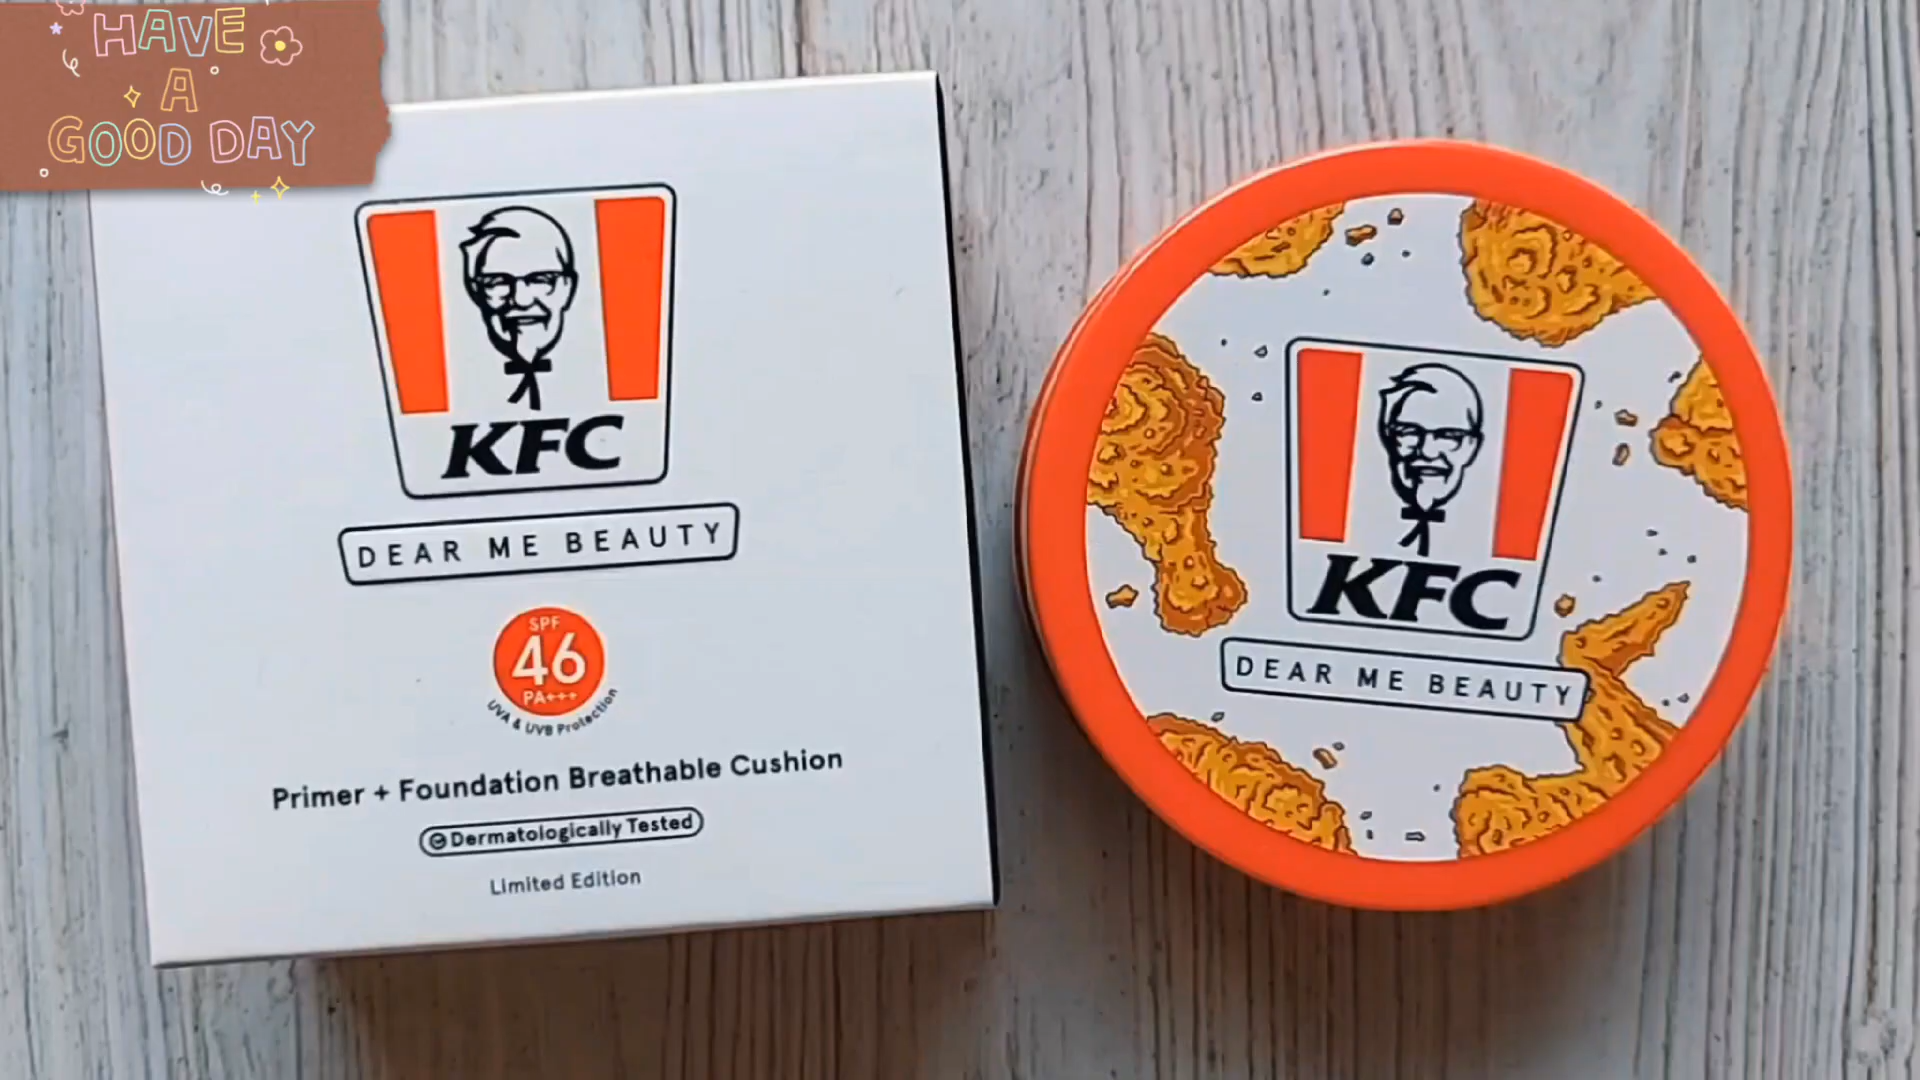 HAVE
A
GOOD DAY
KFC
DEAR ME BEAUTY
SPF
46
PA+++
UVA & UVB Protection
Primer + Foundation Breathable Cushion
Dermatologically Tested
Limited Edition
KFC
DEAR ME BEAUTY